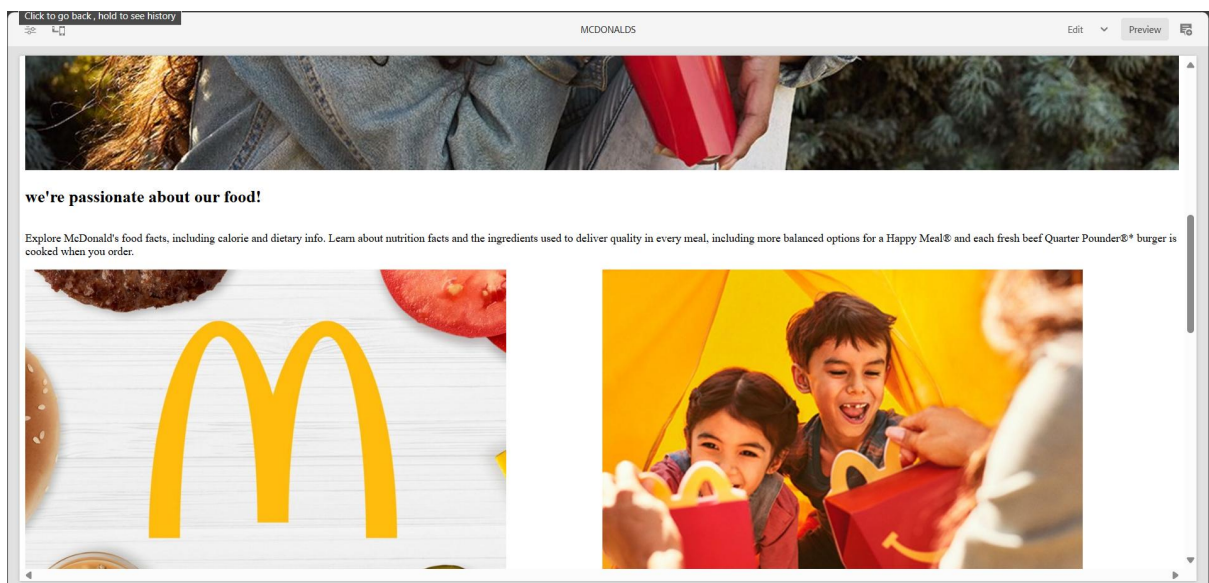 Click to go back , hold to see history
MCDONALDS
Edit
Preview
we're passionate about our food!
Explore McDonald's food facts, including calorie and dietary info. Learn about nutrition facts and the ingredients used to deliver quality in every meal, including more balanced options for a Happy Meal® and each fresh beef Quarter Pounder®* burger is
cooked when you order.